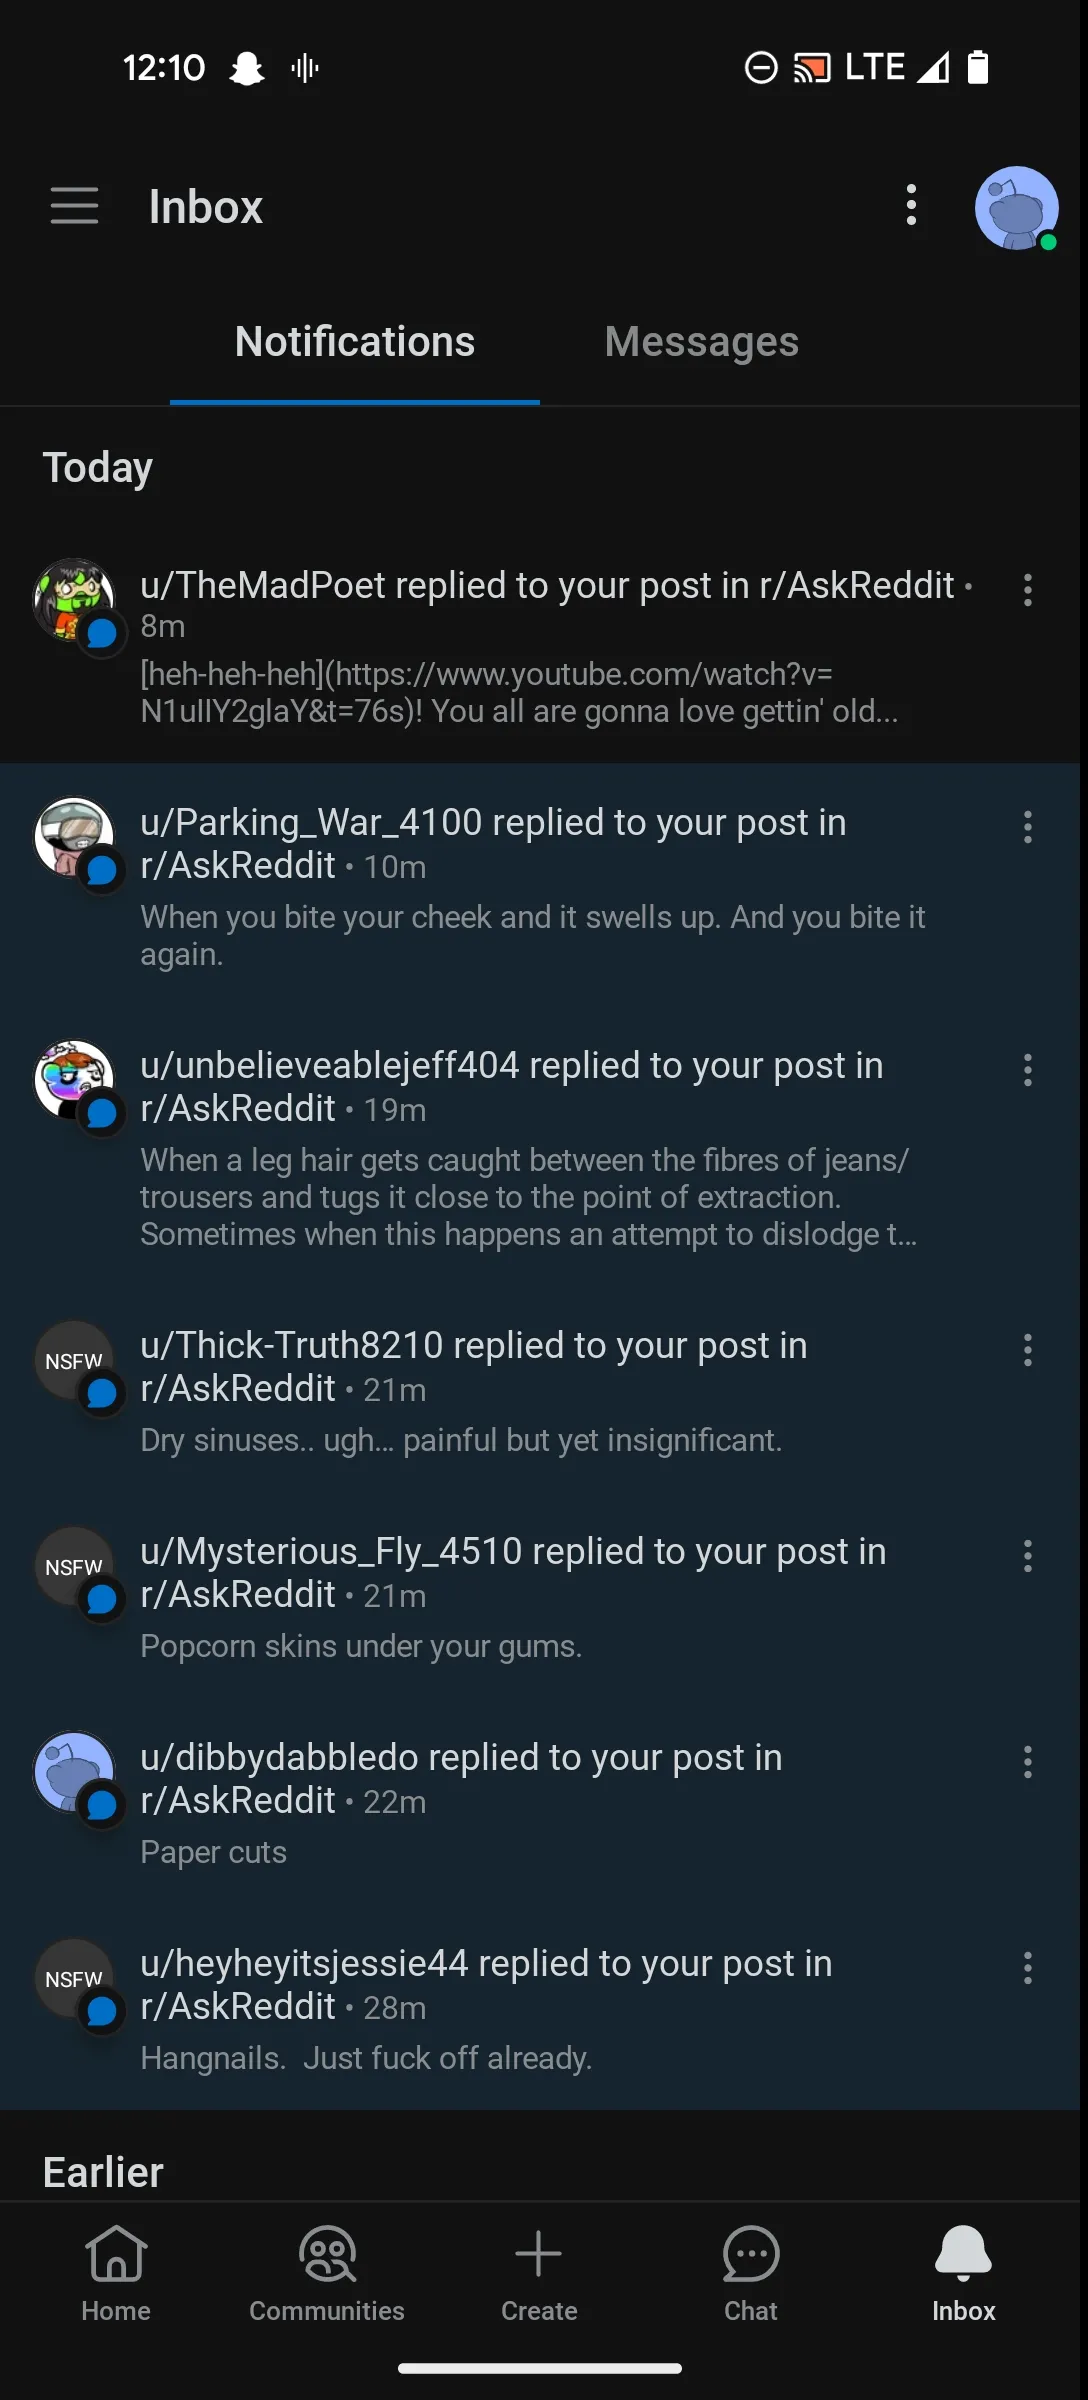 12:10 LTE
Inbox
Notifications Messages
Today
u/TheMadPoet replied to your post in r/AskReddit •
8m
[heh-heh-heh](https://www.youtube.com/watch?v=
N1uIIY2glaY&t=76s)! You all are gonna love gettin' old...
u/Parking_War_4100 replied to your post in
r/AskReddit • 10m
When you bite your cheek and it swells up. And you bite it
again.
u/unbelieveablejeff404 replied to your post in
r/AskReddit • 19m
When a leg hair gets caught between the fibres of jeans/
trousers and tugs it close to the point of extraction.
Sometimes when this happens an attempt to dislodge t...
NSFW
u/Thick-Truth8210 replied to your post in
r/AskReddit • 21m
Dry sinuses.. ugh... painful but yet insignificant.
NSFW
u/Mysterious_Fly_4510 replied to your post in
r/AskReddit • 21m
Popcorn skins under your gums.
u/dibbydabbledo replied to your post in
r/AskReddit • 22m
Paper cuts
NSFW
u/heyheyitsjessie44 replied to your post in
r/AskReddit • 28m
Hangnails.  Just fuck off already.
Earlier
Home Communities Create Chat Inbox